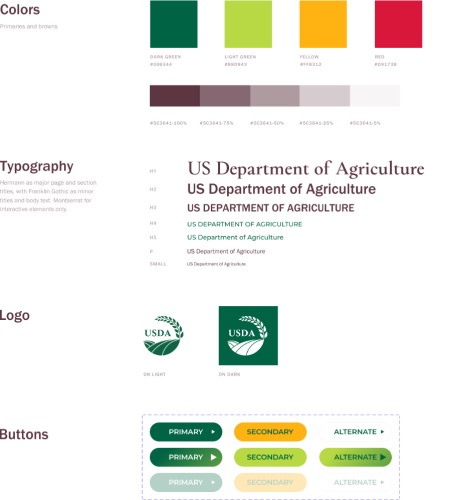 Colors
Primaries and browns
DARK GREEN
LIGHT GREEN
YELLOW
RED
#5C3641-100%
#5C3641-75%
#5C3641-50%
#5C3641-25%
#5C3641-5%
Typography
Hermann as major page and section
titles, with Franklin Gothic as minor
titles and body text. Montserrat for
interactive elements only.
H1
US Department of Agriculture
H2
US Department of Agriculture
H3
US DEPARTMENT OF AGRICULTURE
H4
US DEPARTMENT OF AGRICULTURE
H5
US Department of Agriculture
P
US Department of Agriculture
SMALL
US Department of Agriculture
Logo
USDA
USDA
ON LIGHT
ON DARK
Buttons
PRIMARY
SECONDARY
ALTERNATE
PRIMARY
SECONDARY
ALTERNATE
PRIMARY
SECONDARY
ALTERNATE